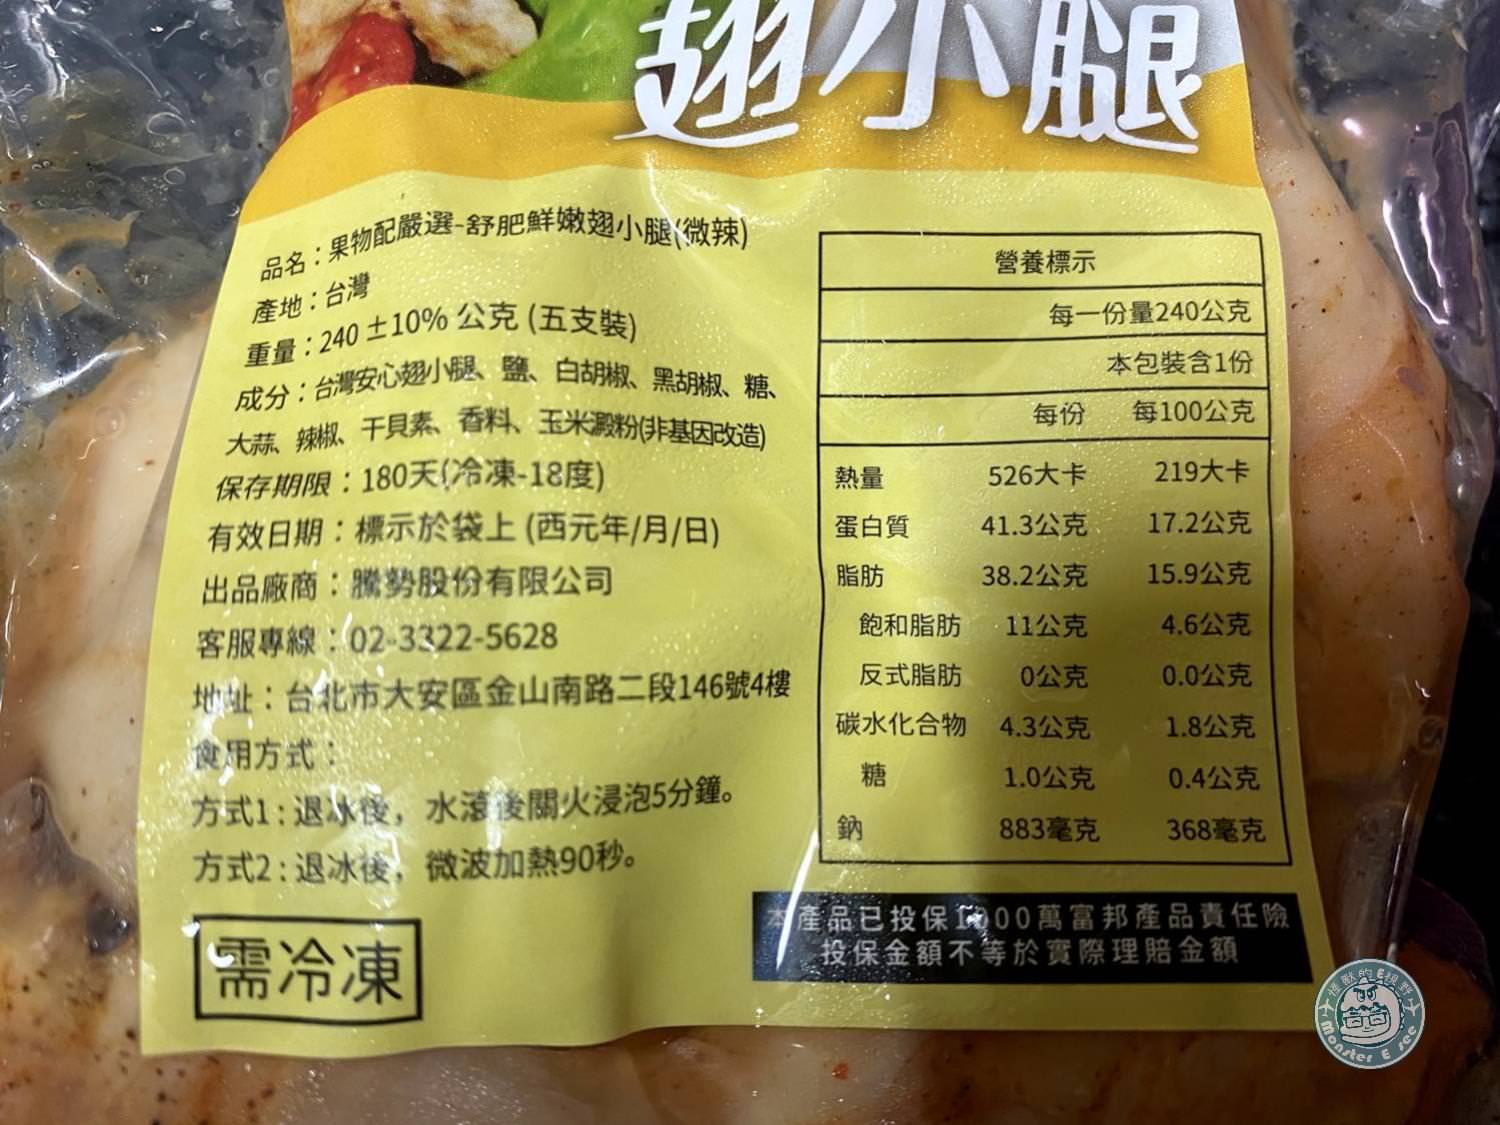 翅小腿
品名：果物配嚴選-舒肥鮮嫩翅小腿(微辣)
產地：台灣
重量：240 ±10% 公克 (五支裝)
成分：台灣安心翅小腿、鹽、白胡椒、黑胡椒、糖、
大蒜、辣椒、干貝素、香料、玉米澱粉(非基因改造)
保存期限：180天(冷凍-18度)
有效日期：標示於袋上 (西元年/月/日)
出品廠商：騰勢股份有限公司
客服專線：02-3322-5628
地址：台北市大安區金山南路二段146號4樓
食用方式：
方式1：退冰後，水滾後關火浸泡5分鐘。
方式2：退冰後，微波加熱90秒。
需冷凍
營養標示
每一份量240公克
本包裝含1份
每份 每100公克
熱量 526大卡 219大卡
蛋白質 41.3公克 17.2公克
脂肪 38.2公克 15.9公克
飽和脂肪 11公克 4.6公克
反式脂肪 0公克 0.0公克
碳水化合物 4.3公克 1.8公克
糖 1.0公克 0.4公克
鈉 883毫克 368毫克
本產品已投保1000萬富邦產品責任險
投保金額不等於實際理賠金額
怪獸的E視野
Monster E see